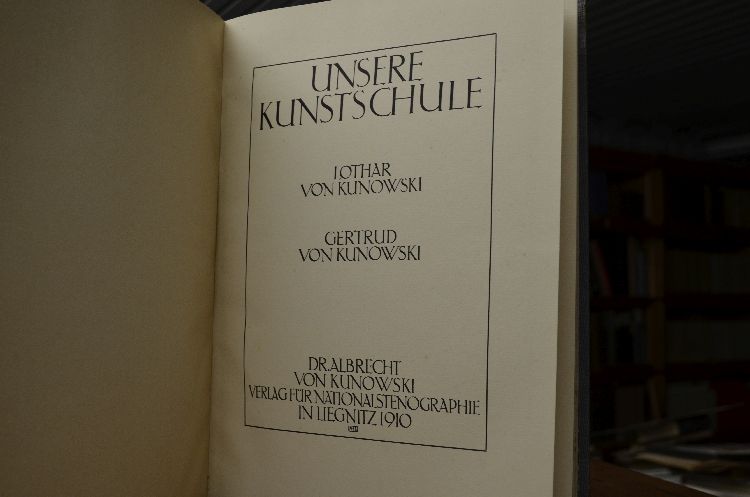 UNSERE
KUNSTSCHULE
LOTHAR
VON KUNOWSKI
GERTRUD
VON KUNOWSKI
DR. ALBRECHT
VON KUNOWSKI
VERLAG FÜR NATIONALSTENOGRAPHIE
IN LIEGNITZ 1910